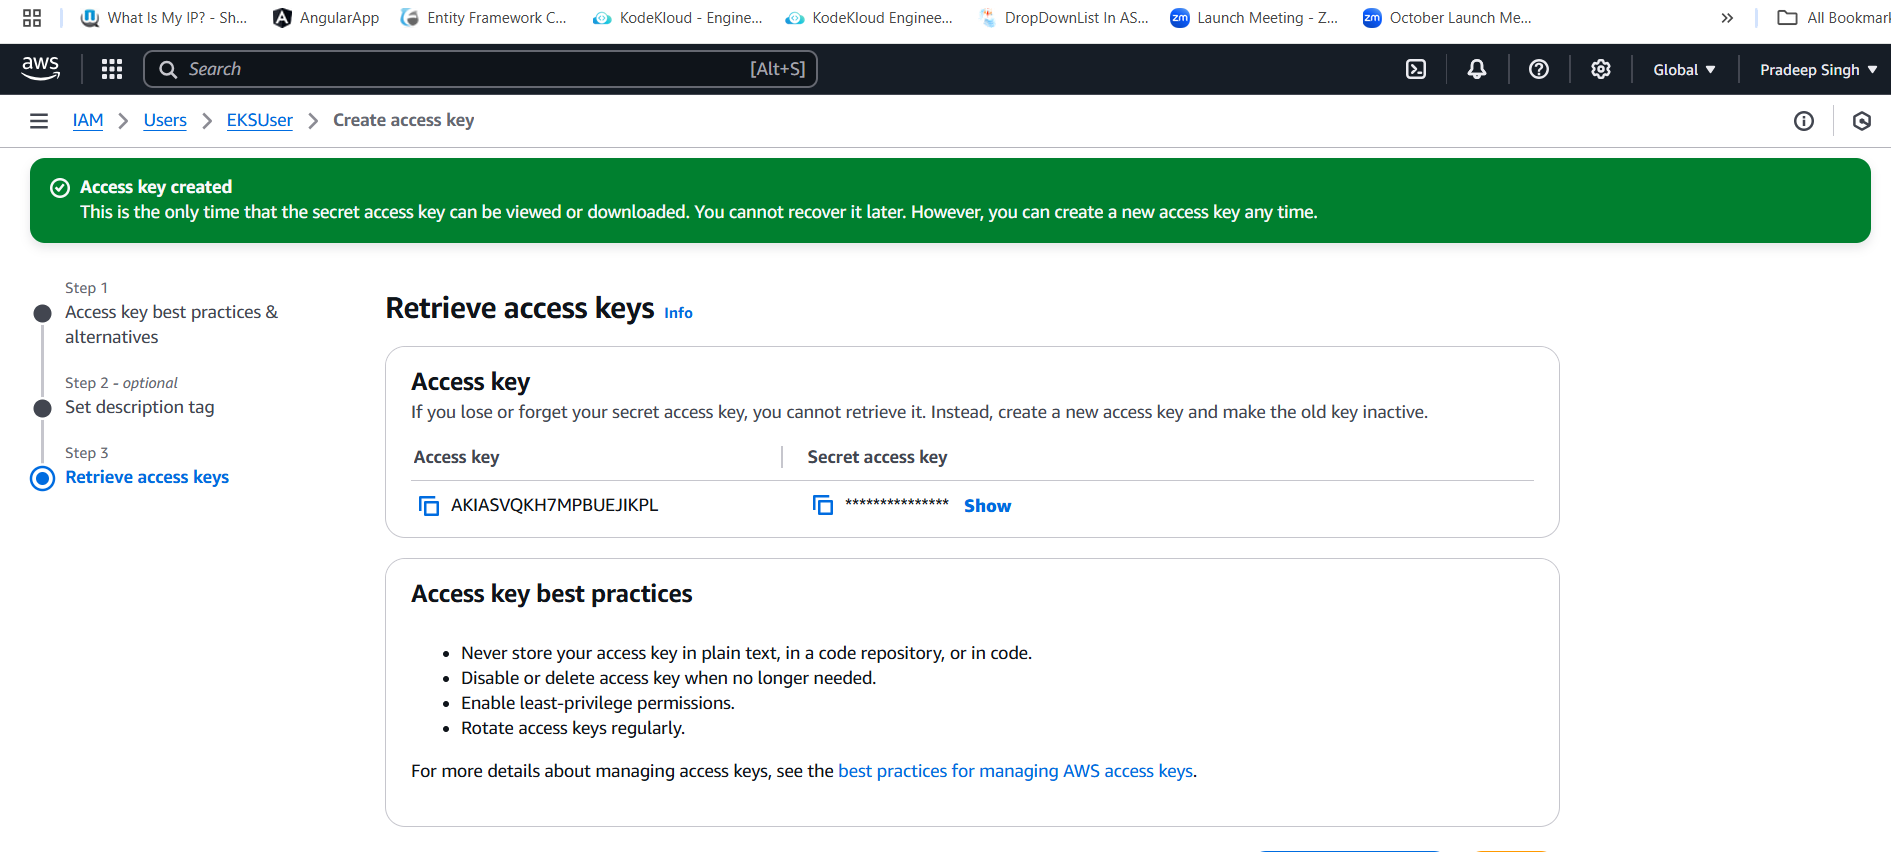 What Is My IP? - Sh...
AngularApp
Entity Framework C...
KodeKloud - Engine...
KodeKloud Enginee...
DropDownList In AS...
zm
Launch Meeting - Z...
zm
October Launch Me...
»
All Bookmark
aws
Search
[Alt+S]
Global
Pradeep Singh
IAM
Users
EKSUser
Create access key
Access key created
This is the only time that the secret access key can be viewed or downloaded. You cannot recover it later. However, you can create a new access key any time.
Step 1
Access key best practices &
alternatives
Step 2 - optional
Set description tag
Step 3
Retrieve access keys
Retrieve access keys Info
Access key
If you lose or forget your secret access key, you cannot retrieve it. Instead, create a new access key and make the old key inactive.
Access key
Secret access key
AKIASVQKH7MPBUEJIKPL
*************** Show
Access key best practices
• Never store your access key in plain text, in a code repository, or in code.
• Disable or delete access key when no longer needed.
• Enable least-privilege permissions.
• Rotate access keys regularly.
For more details about managing access keys, see the best practices for managing AWS access keys.